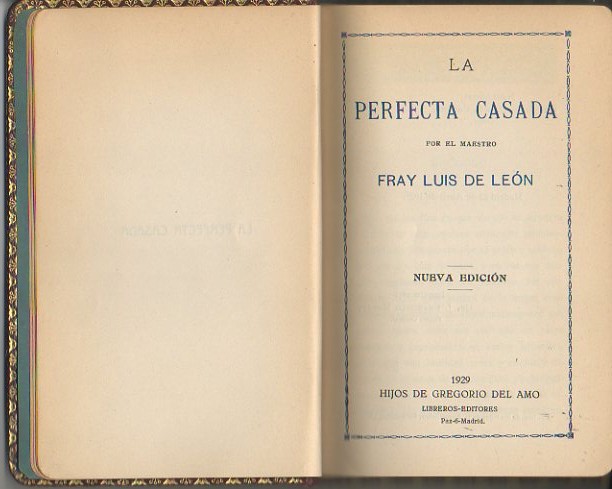 LA
PERFECTA CASADA
POR EL MAESTRO
FRAY LUIS DE LEÓN
NUEVA EDICIÓN
1929
HIJOS DE GREGORIO DEL AMO
LIBREROS-EDITORES
Paz-6-Madrid.